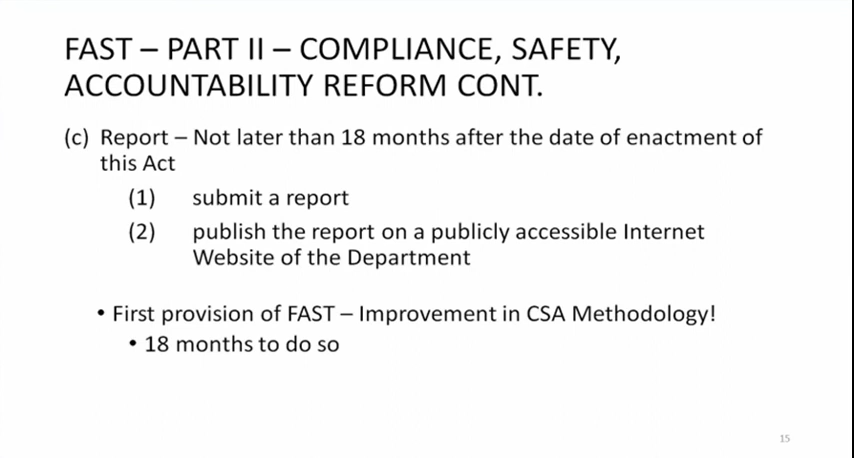 FAST – PART II – COMPLIANCE, SAFETY,
ACCOUNTABILITY REFORM CONT.
(c) Report – Not later than 18 months after the date of enactment of
this Act
(1) submit a report
(2) publish the report on a publicly accessible Internet
Website of the Department
• First provision of FAST – Improvement in CSA Methodology!
• 18 months to do so
15